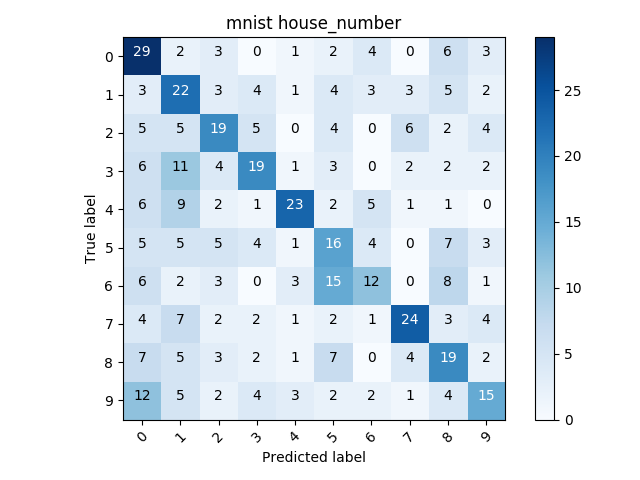 mnist house_number
True label
0 29 2 3 0 1 2 4 0 6 3
1 3 22 3 4 1 4 3 3 5 2
2 5 5 19 5 0 4 0 6 2 4
3 6 11 4 19 1 3 0 2 2 2
4 6 9 2 1 23 2 5 1 1 0
5 5 5 5 4 1 16 4 0 7 3
6 6 2 3 0 3 15 12 0 8 1
7 4 7 2 2 1 2 1 24 3 4
8 7 5 3 2 1 7 0 4 19 2
9 12 5 2 4 3 2 2 1 4 15
0 1 2 3 4 5 6 7 8 9
Predicted label
25
20
15
10
5
0